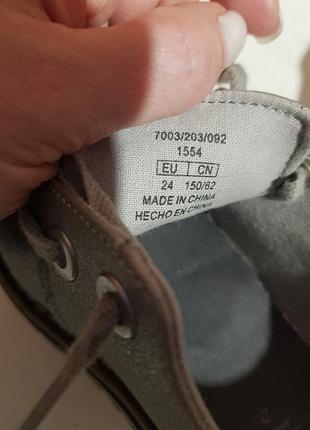 7003/203/092
1554
EU CN
24 150/62
MADE IN CHINA
HECHO EN CHINA